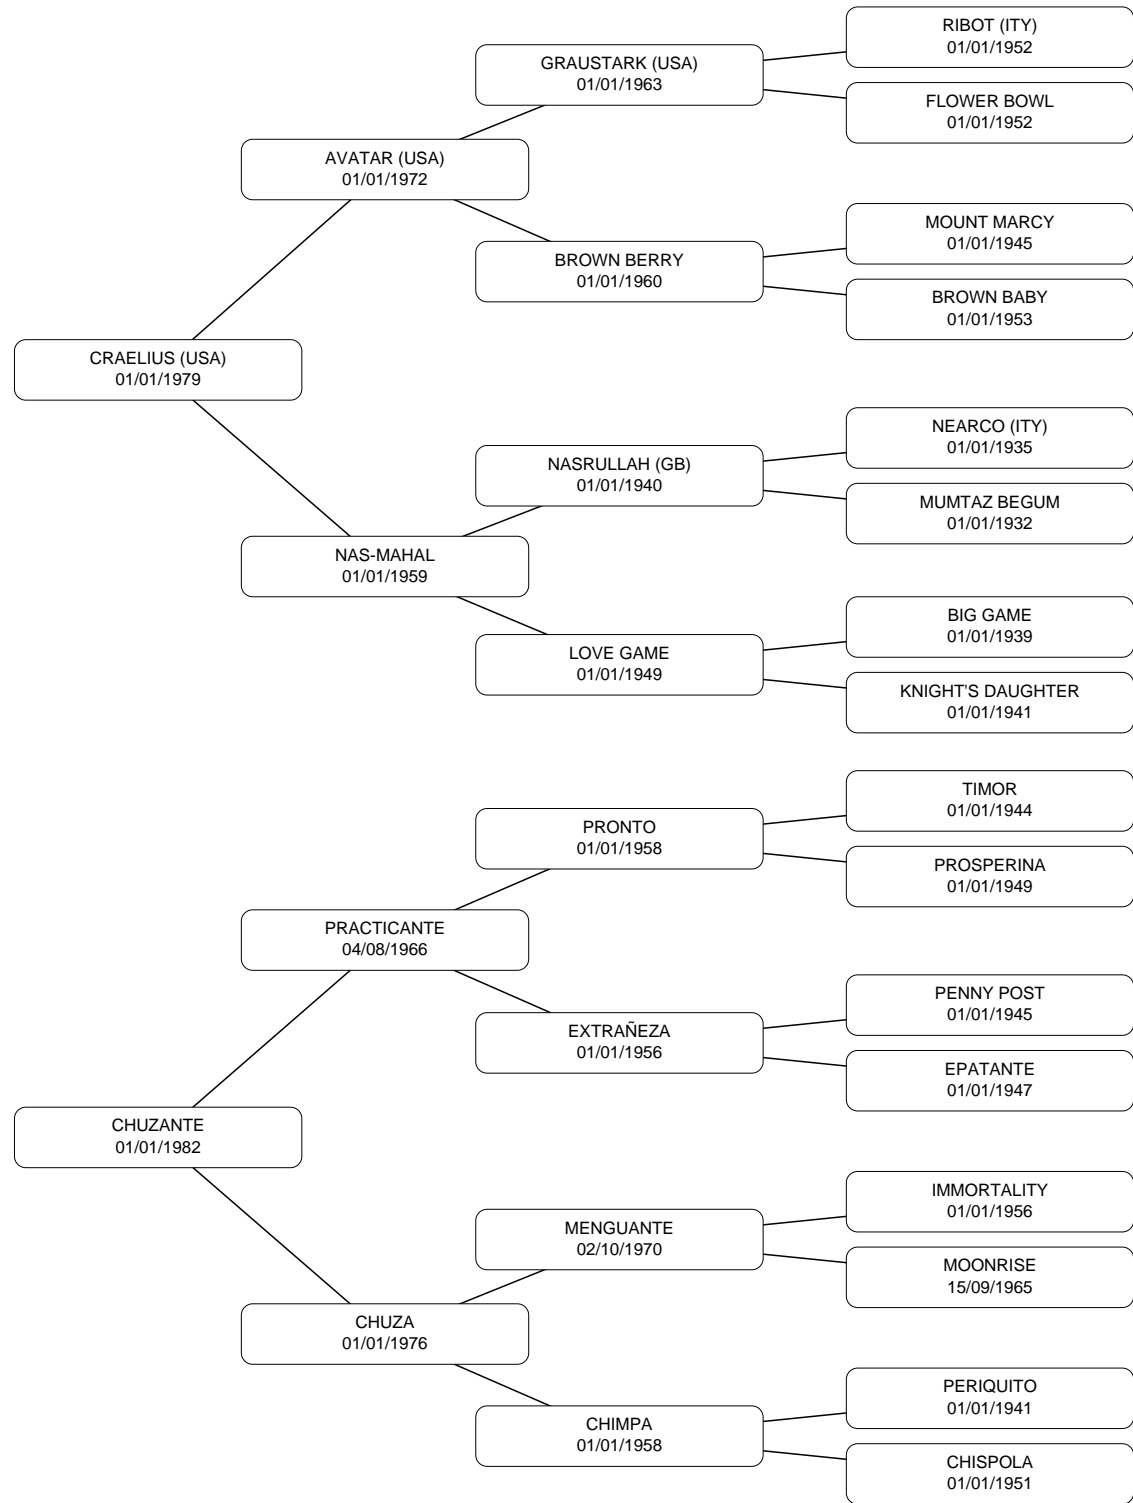 RIBOT (ITY)
01/01/1952
GRAUSTARK (USA)
01/01/1963
FLOWER BOWL
01/01/1952
AVATAR (USA)
01/01/1972
MOUNT MARCY
01/01/1945
BROWN BERRY
01/01/1960
BROWN BABY
01/01/1953
CRAELIUS (USA)
01/01/1979
NEARCO (ITY)
01/01/1935
NASRULLAH (GB)
01/01/1940
MUMTAZ BEGUM
01/01/1932
NAS-MAHAL
01/01/1959
BIG GAME
01/01/1939
LOVE GAME
01/01/1949
KNIGHT'S DAUGHTER
01/01/1941
TIMOR
01/01/1944
PRONTO
01/01/1958
PROSPERINA
01/01/1949
PRACTICANTE
04/08/1966
PENNY POST
01/01/1945
EXTRAÑEZA
01/01/1956
EPATANTE
01/01/1947
CHUZANTE
01/01/1982
IMMORTALITY
01/01/1956
MENGUANTE
02/10/1970
MOONRISE
15/09/1965
CHUZA
01/01/1976
PERIQUITO
01/01/1941
CHIMPA
01/01/1958
CHISPOLA
01/01/1951